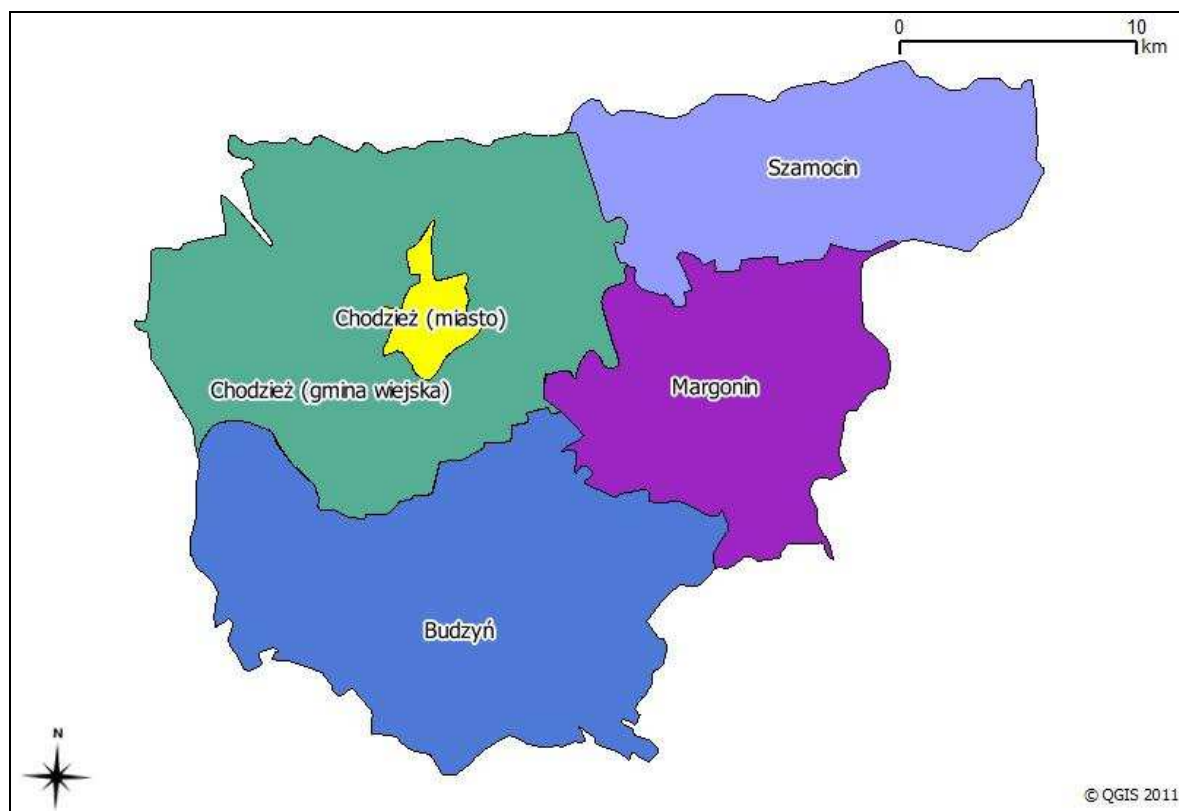 0 10
km
Szamocin
Chodzież (miasto)
Chodzież (gmina wiejska)
Margonin
Budzyń
N
© QGIS 2011